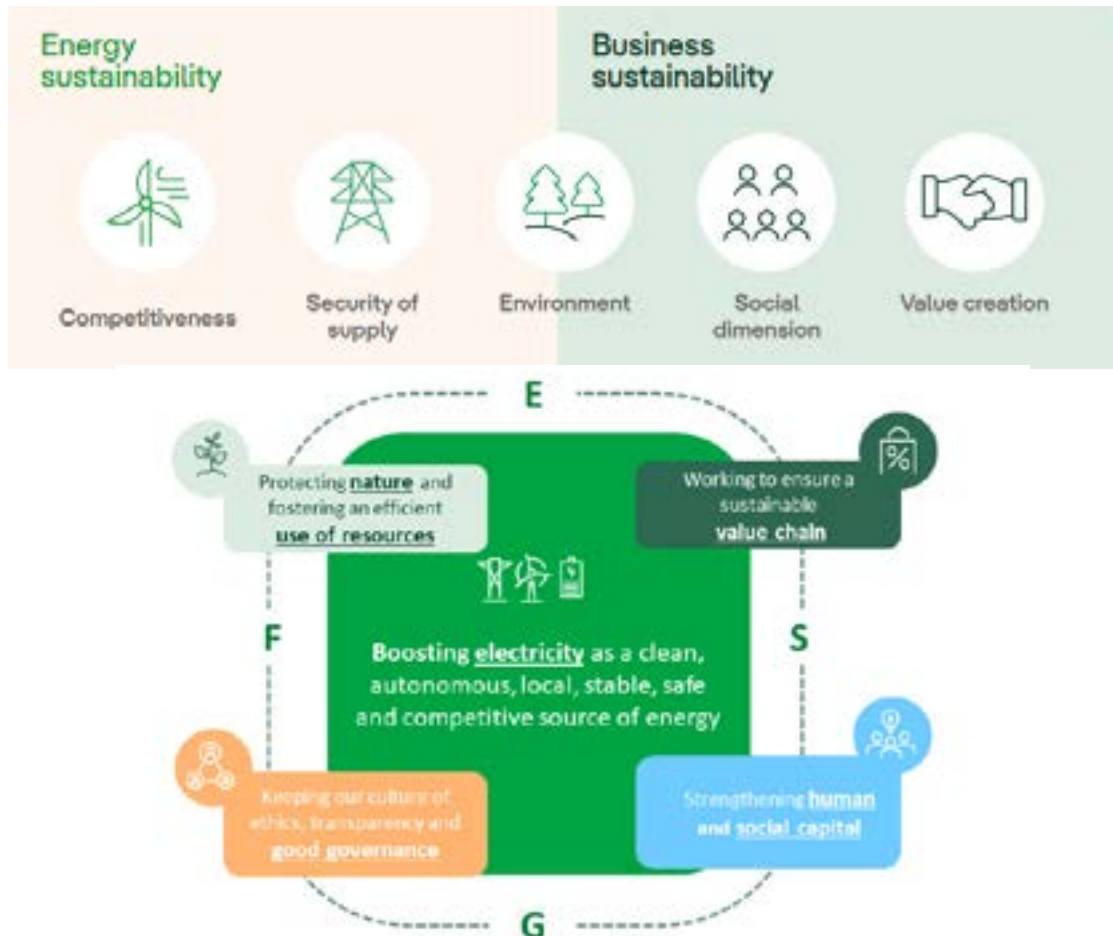 Energy
sustainability
Business
sustainability
Competitiveness
Security of
supply
Environment
Social
dimension
Value creation
E
Protecting nature and
fostering an efficient
use of resources
%
Working to ensure a
sustainable
value chain
F
S
Boosting electricity as a clean,
autonomous, local, stable, safe
and competitive source of energy
Keeping our culture of
ethics, transparency and
good governance
Strengthening human
and social capital
G